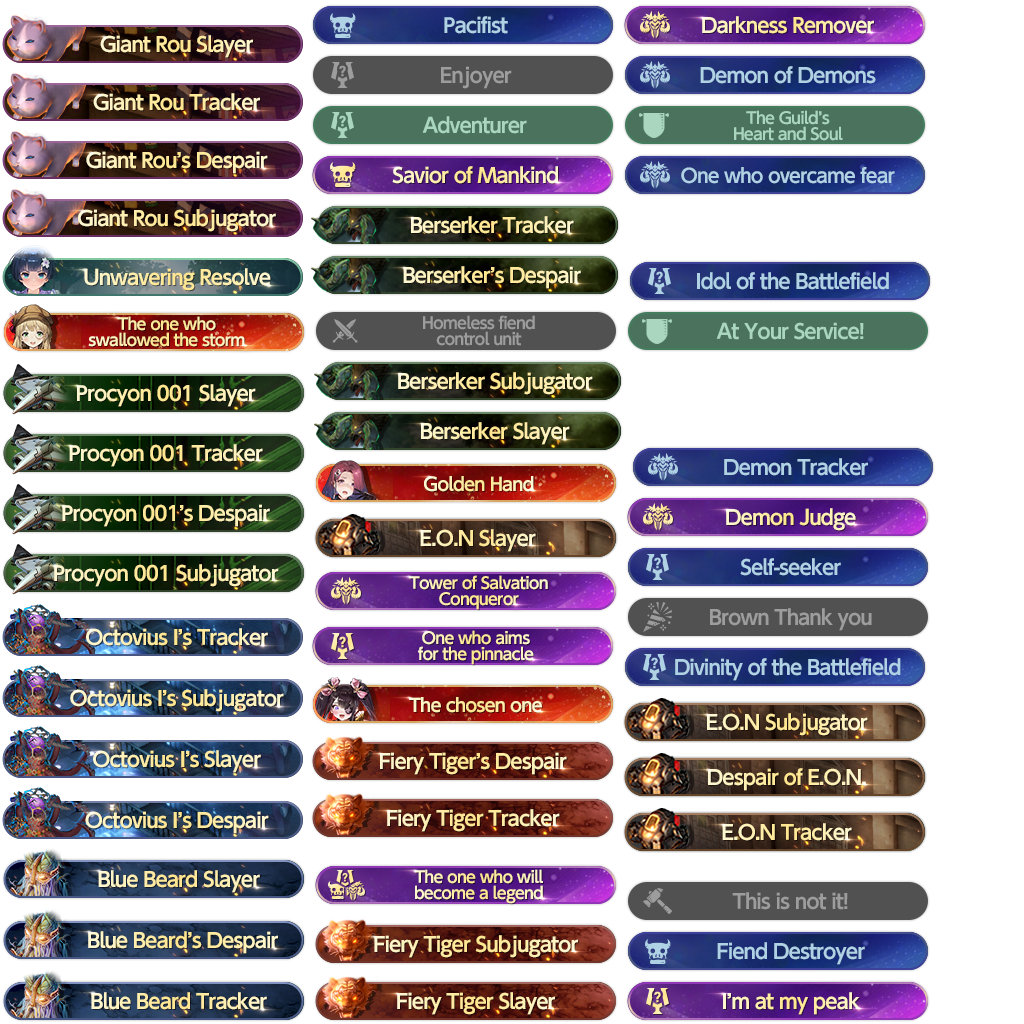 Giant Rou Slayer
Giant Rou Tracker
Giant Rou's Despair
Giant Rou Subjugator
Unwavering Resolve
The one who
swallowed the storm
Procyon 001 Slayer
Procyon 001 Tracker
Procyon 001's Despair
Procyon 001 Subjugator
Octovius I's Tracker
Octovius I's Subjugator
Octovius I's Slayer
Octovius I's Despair
Blue Beard Slayer
Blue Beard's Despair
Blue Beard Tracker
Pacifist
Enjoyer
Adventurer
Savior of Mankind
Berserker Tracker
Berserker's Despair
Homeless fiend
control unit
Berserker Subjugator
Berserker Slayer
Golden Hand
E.O.N Slayer
Tower of Salvation
Conqueror
One who aims
for the pinnacle
The chosen one
Fiery Tiger's Despair
Fiery Tiger Tracker
The one who will
become a legend
Fiery Tiger Subjugator
Fiery Tiger Slayer
Darkness Remover
Demon of Demons
The Guild's
Heart and Soul
One who overcame fear
Idol of the Battlefield
At Your Service!
Demon Tracker
Demon Judge
Self-seeker
Brown Thank you
Divinity of the Battlefield
E.O.N Subjugator
Despair of E.O.N.
E.O.N Tracker
This is not it!
Fiend Destroyer
I'm at my peak